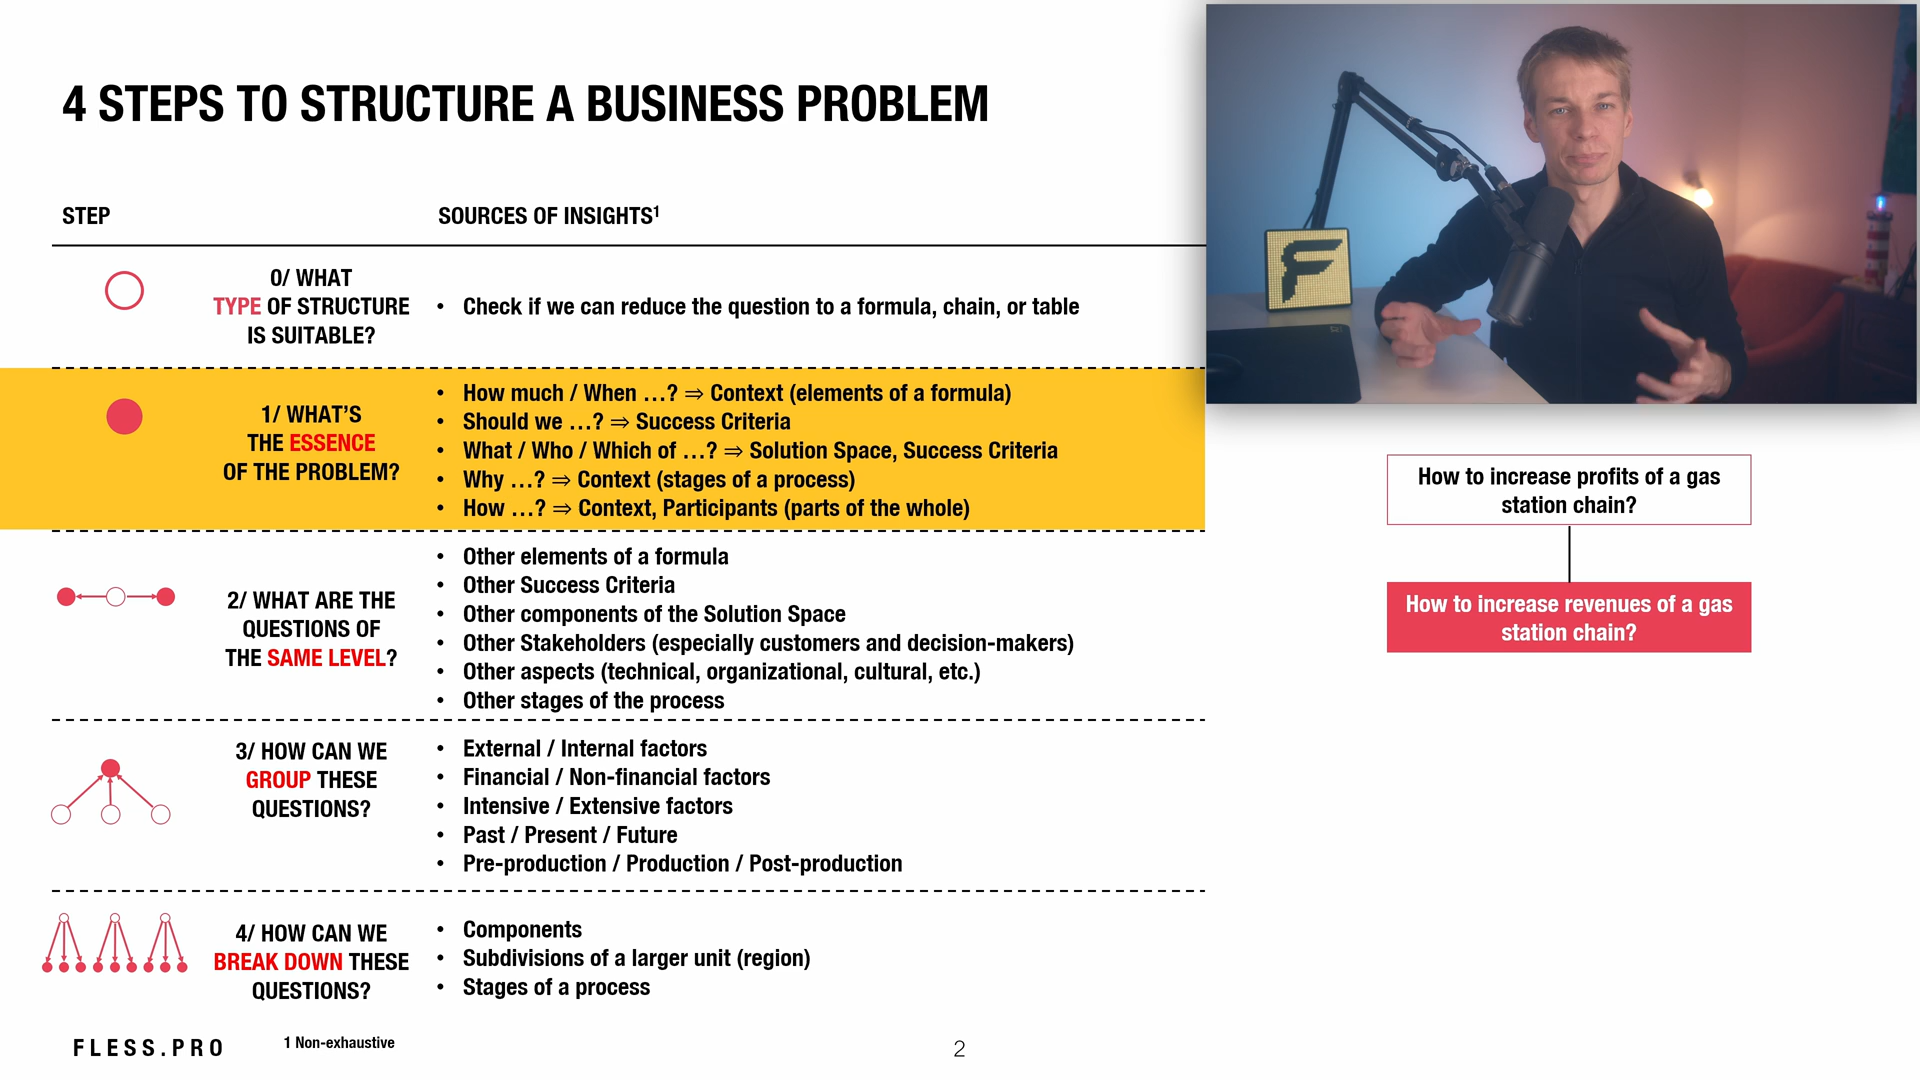 4 STEPS TO STRUCTURE A BUSINESS PROBLEM
STEP
SOURCES OF INSIGHTS¹
0/ WHAT
TYPE OF STRUCTURE
IS SUITABLE?
• Check if we can reduce the question to a formula, chain, or table
1/ WHAT’S
THE ESSENCE
OF THE PROBLEM?
• How much / When …? ⇒ Context (elements of a formula)
• Should we …? ⇒ Success Criteria
• What / Who / Which of …? ⇒ Solution Space, Success Criteria
• Why …? ⇒ Context (stages of a process)
• How …? ⇒ Context, Participants (parts of the whole)
2/ WHAT ARE THE
QUESTIONS OF
THE SAME LEVEL?
• Other elements of a formula
• Other Success Criteria
• Other components of the Solution Space
• Other Stakeholders (especially customers and decision-makers)
• Other aspects (technical, organizational, cultural, etc.)
• Other stages of the process
3/ HOW CAN WE
GROUP THESE
QUESTIONS?
• External / Internal factors
• Financial / Non-financial factors
• Intensive / Extensive factors
• Past / Present / Future
• Pre-production / Production / Post-production
4/ HOW CAN WE
BREAK DOWN THESE
QUESTIONS?
• Components
• Subdivisions of a larger unit (region)
• Stages of a process
F
How to increase profits of a gas
station chain?
How to increase revenues of a gas
station chain?
FLESS.PRO
1 Non-exhaustive
2